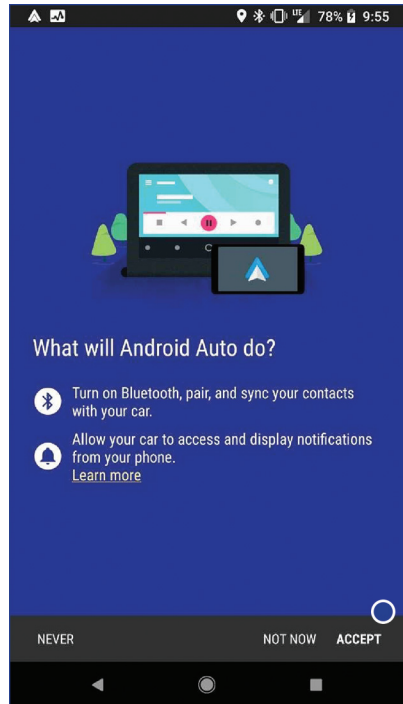 LTE 78% 9:55
What will Android Auto do?
Turn on Bluetooth, pair, and sync your contacts
with your car.
Allow your car to access and display notifications
from your phone.
Learn more
NEVER NOT NOW ACCEPT